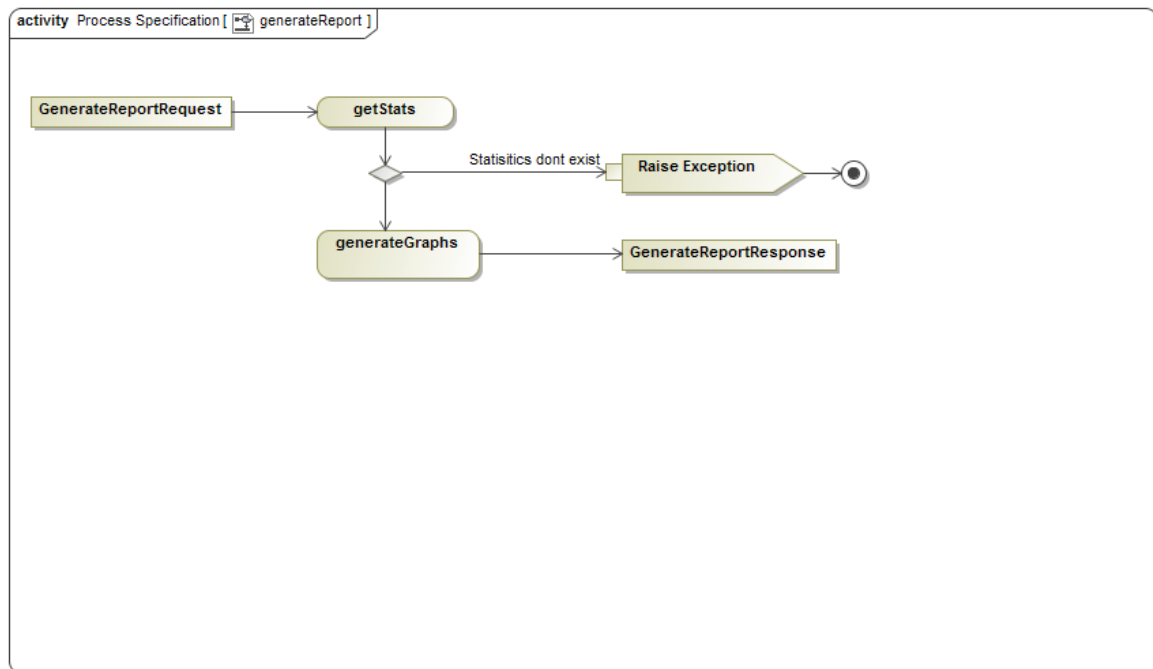 activity Process Specification [ generateReport ]
GenerateReportRequest
getStats
Statisitics dont exist
Raise Exception
generateGraphs
GenerateReportResponse